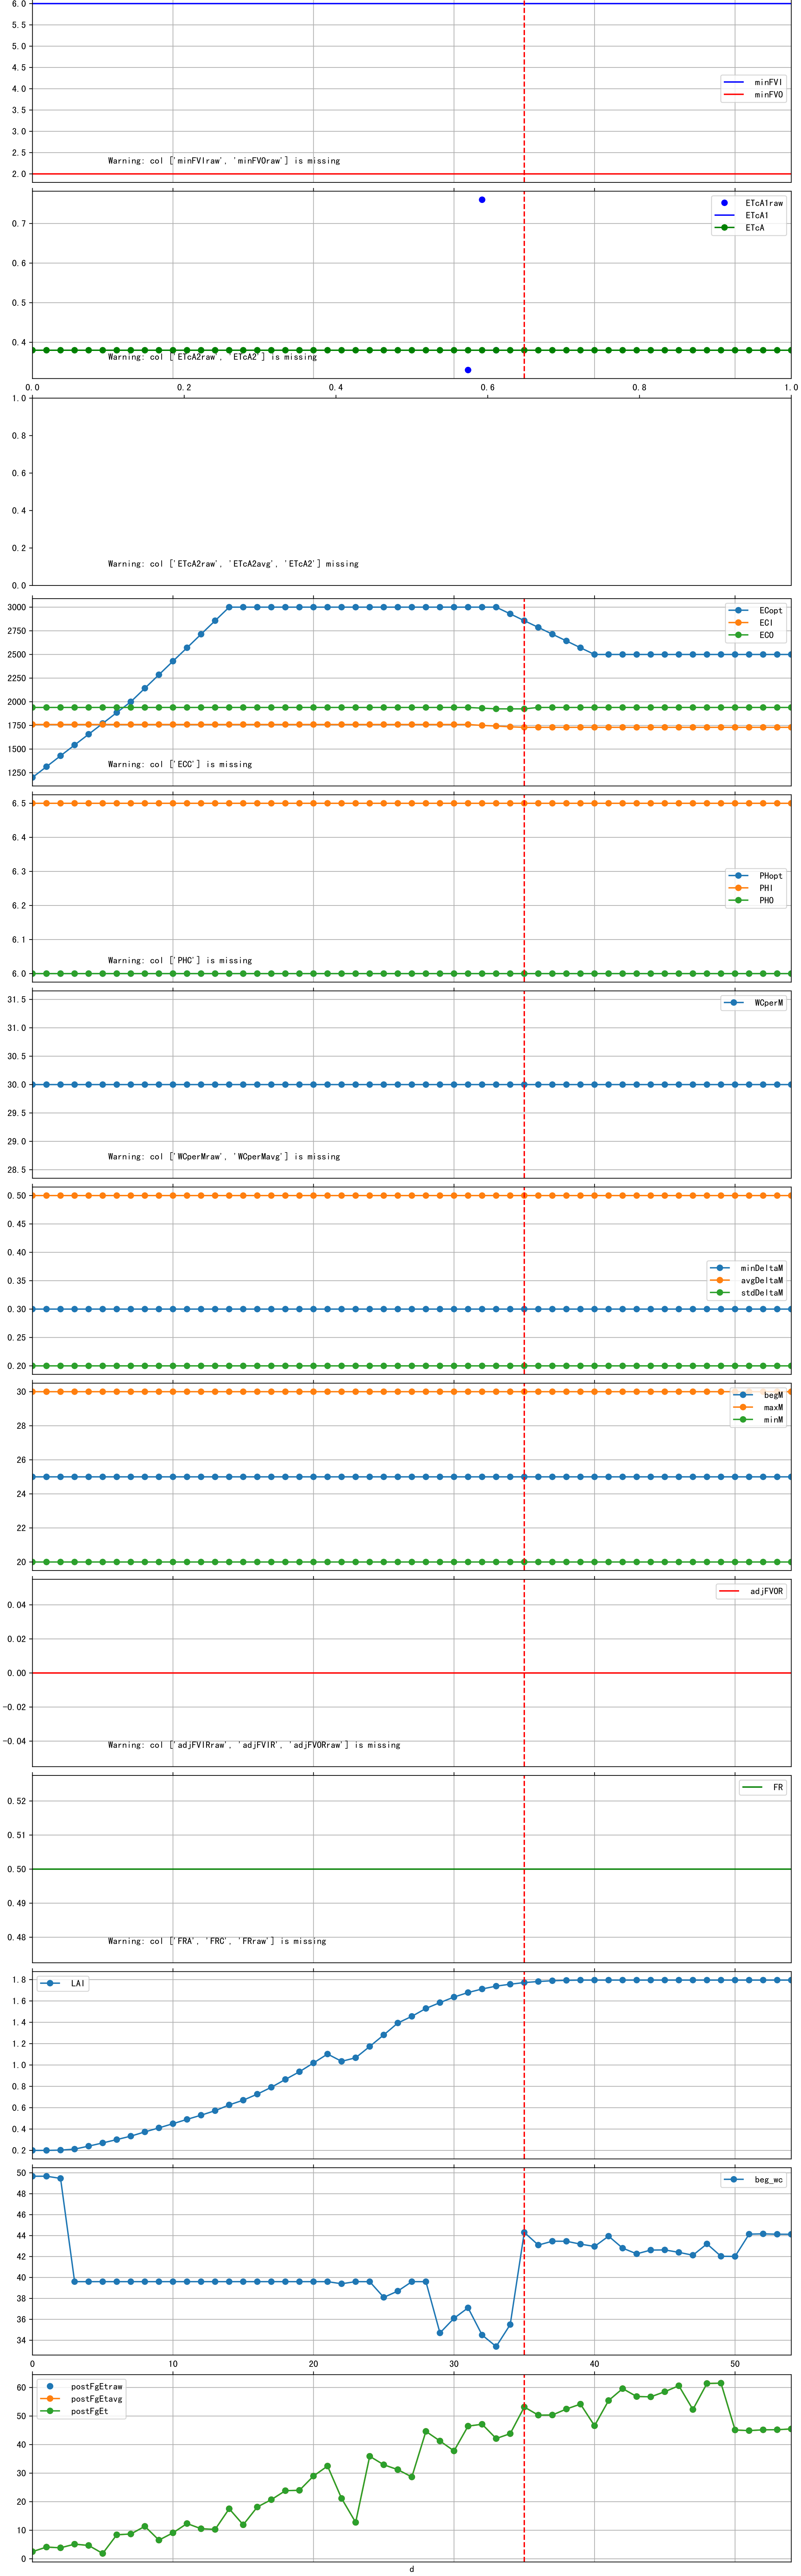 6.0
5.5
5.0
4.5
4.0
3.5
3.0
2.5
2.0
minFVI
minFVO
Warning: col ['minFVIraw', 'minFVOraw'] is missing
0.7
0.6
0.5
0.4
ETcA1raw
ETcA1
ETcA
Warning: col ['ETcA2raw', 'ETcA2'] is missing
0.0 0.2 0.4 0.6 0.8 1.0
1.0
0.8
0.6
0.4
0.2
0.0
Warning: col ['ETcA2raw', 'ETcA2avg', 'ETcA2'] missing
3000
2750
2500
2250
2000
1750
1500
1250
ECopt
ECI
ECO
Warning: col ['ECC'] is missing
6.5
6.4
6.3
6.2
6.1
6.0
PHopt
PHI
PHO
Warning: col ['PHC'] is missing
31.5
31.0
30.5
30.0
29.5
29.0
28.5
WCperM
Warning: col ['WCperMraw', 'WCperMavg'] is missing
0.50
0.45
0.40
0.35
0.30
0.25
0.20
minDeltaM
avgDeltaM
stdDeltaM
30
28
26
24
22
20
begM
maxM
minM
0.04
0.02
0.00
-0.02
-0.04
adjFVOR
Warning: col ['adjFVIRraw', 'adjFVIR', 'adjFVORraw'] is missing
0.52
0.51
0.50
0.49
0.48
FR
Warning: col ['FRA', 'FRC', 'FRraw'] is missing
1.8
1.6
1.4
1.2
1.0
0.8
0.6
0.4
0.2
LAI
50
48
46
44
42
40
38
36
34
beg_wc
0 10 20 30 40 50
60
50
40
30
20
10
0
postFgEtraw
postFgEtavg
postFgEt
d